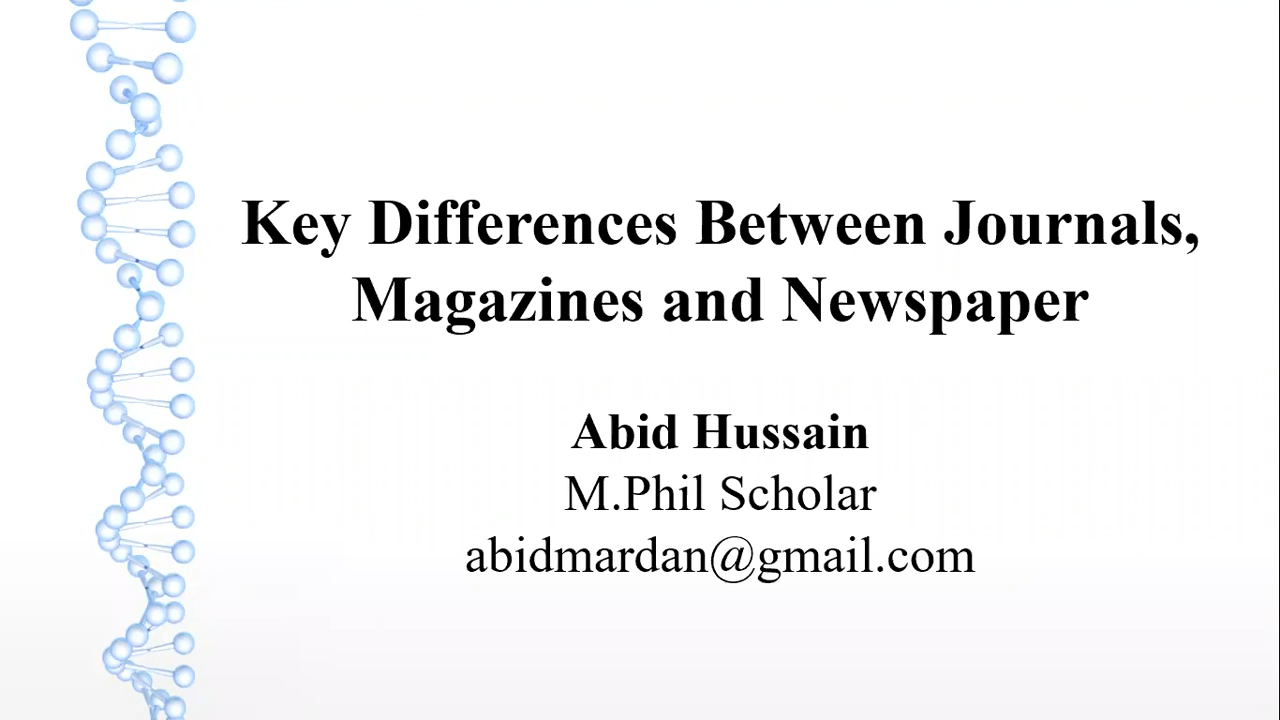 Key Differences Between Journals,
Magazines and Newspaper
Abid Hussain
M.Phil Scholar
abidmardan@gmail.com